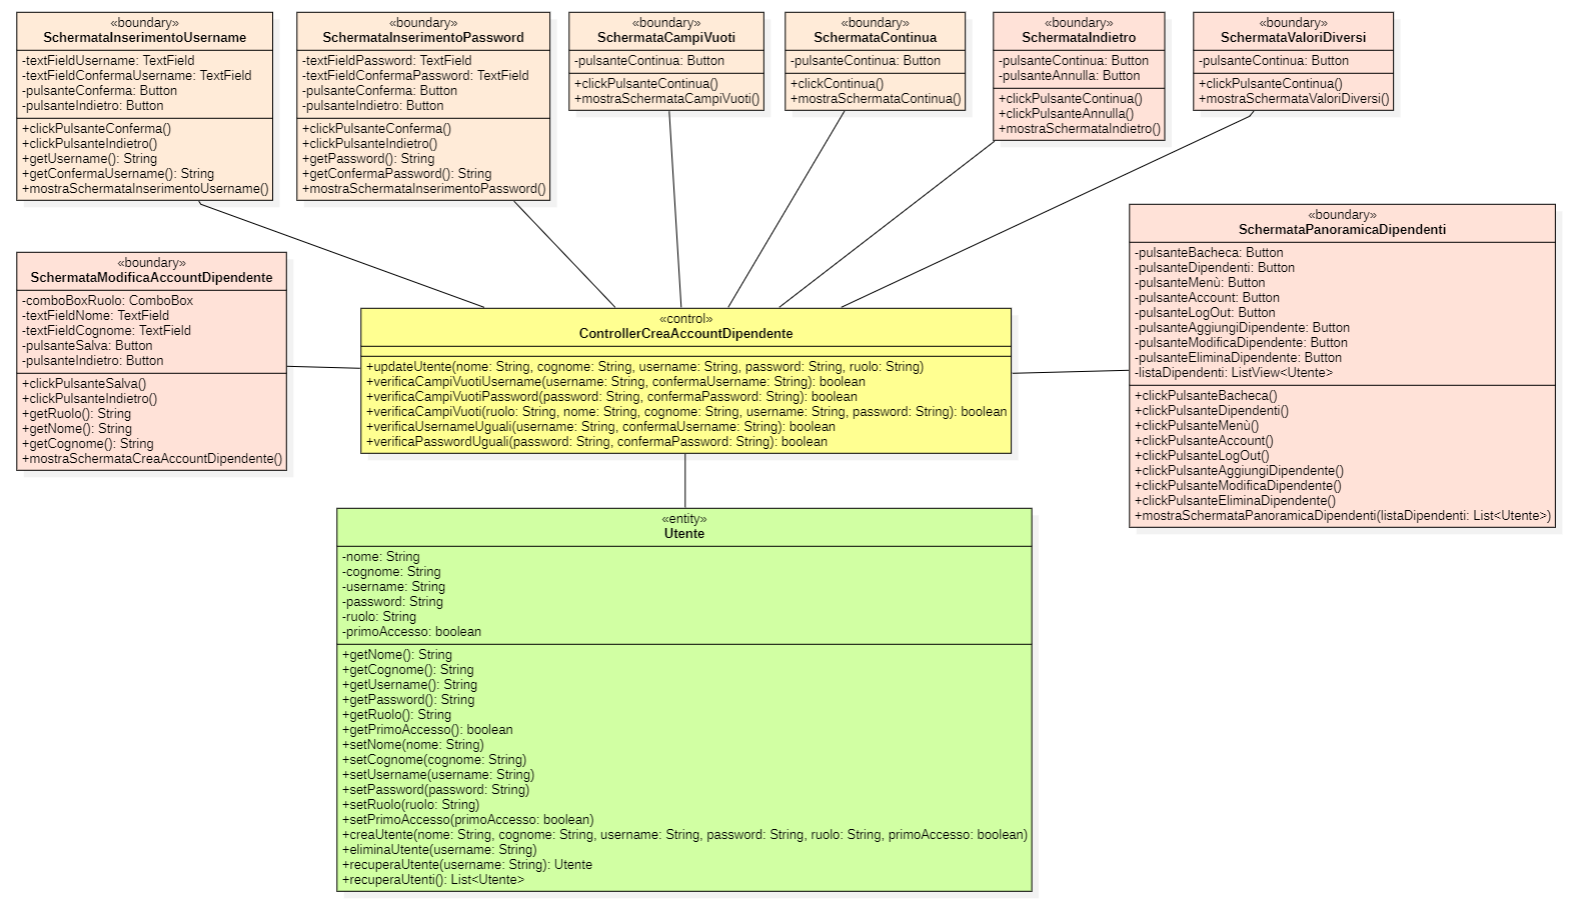 «boundary»
SchermataInserimentoUsername
-textFieldUsername: TextField
-textFieldConfermaUsername: TextField
-pulsanteConferma: Button
-pulsanteIndietro: Button
+clickPulsanteConferma()
+clickPulsanteIndietro()
+getUsername(): String
+getConfermaUsername(): String
+mostraSchermataInserimentoUsername()
«boundary»
SchermataInserimentoPassword
-textFieldPassword: TextField
-textFieldConfermaPassword: TextField
-pulsanteConferma: Button
-pulsanteIndietro: Button
+clickPulsanteConferma()
+clickPulsanteIndietro()
+getPassword(): String
+getConfermaPassword(): String
+mostraSchermataInserimentoPassword()
«boundary»
SchermataCampiVuoti
-pulsanteContinua: Button
+clickPulsanteContinua()
+mostraSchermataCampiVuoti()
«boundary»
SchermataContinua
-pulsanteContinua: Button
+clickContinua()
+mostraSchermataContinua()
«boundary»
SchermataIndietro
-pulsanteContinua: Button
-pulsanteAnnulla: Button
+clickPulsanteContinua()
+clickPulsanteAnnulla()
+mostraSchermataIndietro()
«boundary»
SchermataValoriDiversi
-pulsanteContinua: Button
+clickPulsanteContinua()
+mostraSchermataValoriDiversi()
«boundary»
SchermataModificaAccountDipendente
-comboBoxRuolo: ComboBox
-textFieldNome: TextField
-textFieldCognome: TextField
-pulsanteSalva: Button
-pulsanteIndietro: Button
+clickPulsanteSalva()
+clickPulsanteIndietro()
+getRuolo(): String
+getNome(): String
+getCognome(): String
+mostraSchermataCreaAccountDipendente()
«control»
ControllerCreaAccountDipendente
+updateUtente(nome: String, cognome: String, username: String, password: String, ruolo: String)
+verificaCampiVuotiUsername(username: String, confermaUsername: String): boolean
+verificaCampiVuotiPassword(password: String, confermaPassword: String): boolean
+verificaCampiVuoti(ruolo: String, nome: String, cognome: String, username: String, password: String): boolean
+verificaUsernameUguali(username: String, confermaUsername: String): boolean
+verificaPasswordUguali(password: String, confermaPassword: String): boolean
«boundary»
SchermataPanoramicaDipendenti
-pulsanteBacheca: Button
-pulsanteDipendenti: Button
-pulsanteMenù: Button
-pulsanteAccount: Button
-pulsanteLogOut: Button
-pulsanteAggiungiDipendente: Button
-pulsanteModificaDipendente: Button
-pulsanteEliminaDipendente: Button
-listaDipendenti: ListView<Utente>
+clickPulsanteBacheca()
+clickPulsanteDipendenti()
+clickPulsanteMenù()
+clickPulsanteAccount()
+clickPulsanteLogOut()
+clickPulsanteAggiungiDipendente()
+clickPulsanteModificaDipendente()
+clickPulsanteEliminaDipendente()
+mostraSchermataPanoramicaDipendenti(listaDipendenti: List<Utente>)
«entity»
Utente
-nome: String
-cognome: String
-username: String
-password: String
-ruolo: String
-primoAccesso: boolean
+getNome(): String
+getCognome(): String
+getUsername(): String
+getPassword(): String
+getRuolo(): String
+getPrimoAccesso(): boolean
+setNome(nome: String)
+setCognome(cognome: String)
+setUsername(username: String)
+setPassword(password: String)
+setRuolo(ruolo: String)
+setPrimoAccesso(primoAccesso: boolean)
+creaUtente(nome: String, cognome: String, username: String, password: String, ruolo: String, primoAccesso: boolean)
+eliminaUtente(username: String)
+recuperaUtente(username: String): Utente
+recuperaUtenti(): List<Utente>